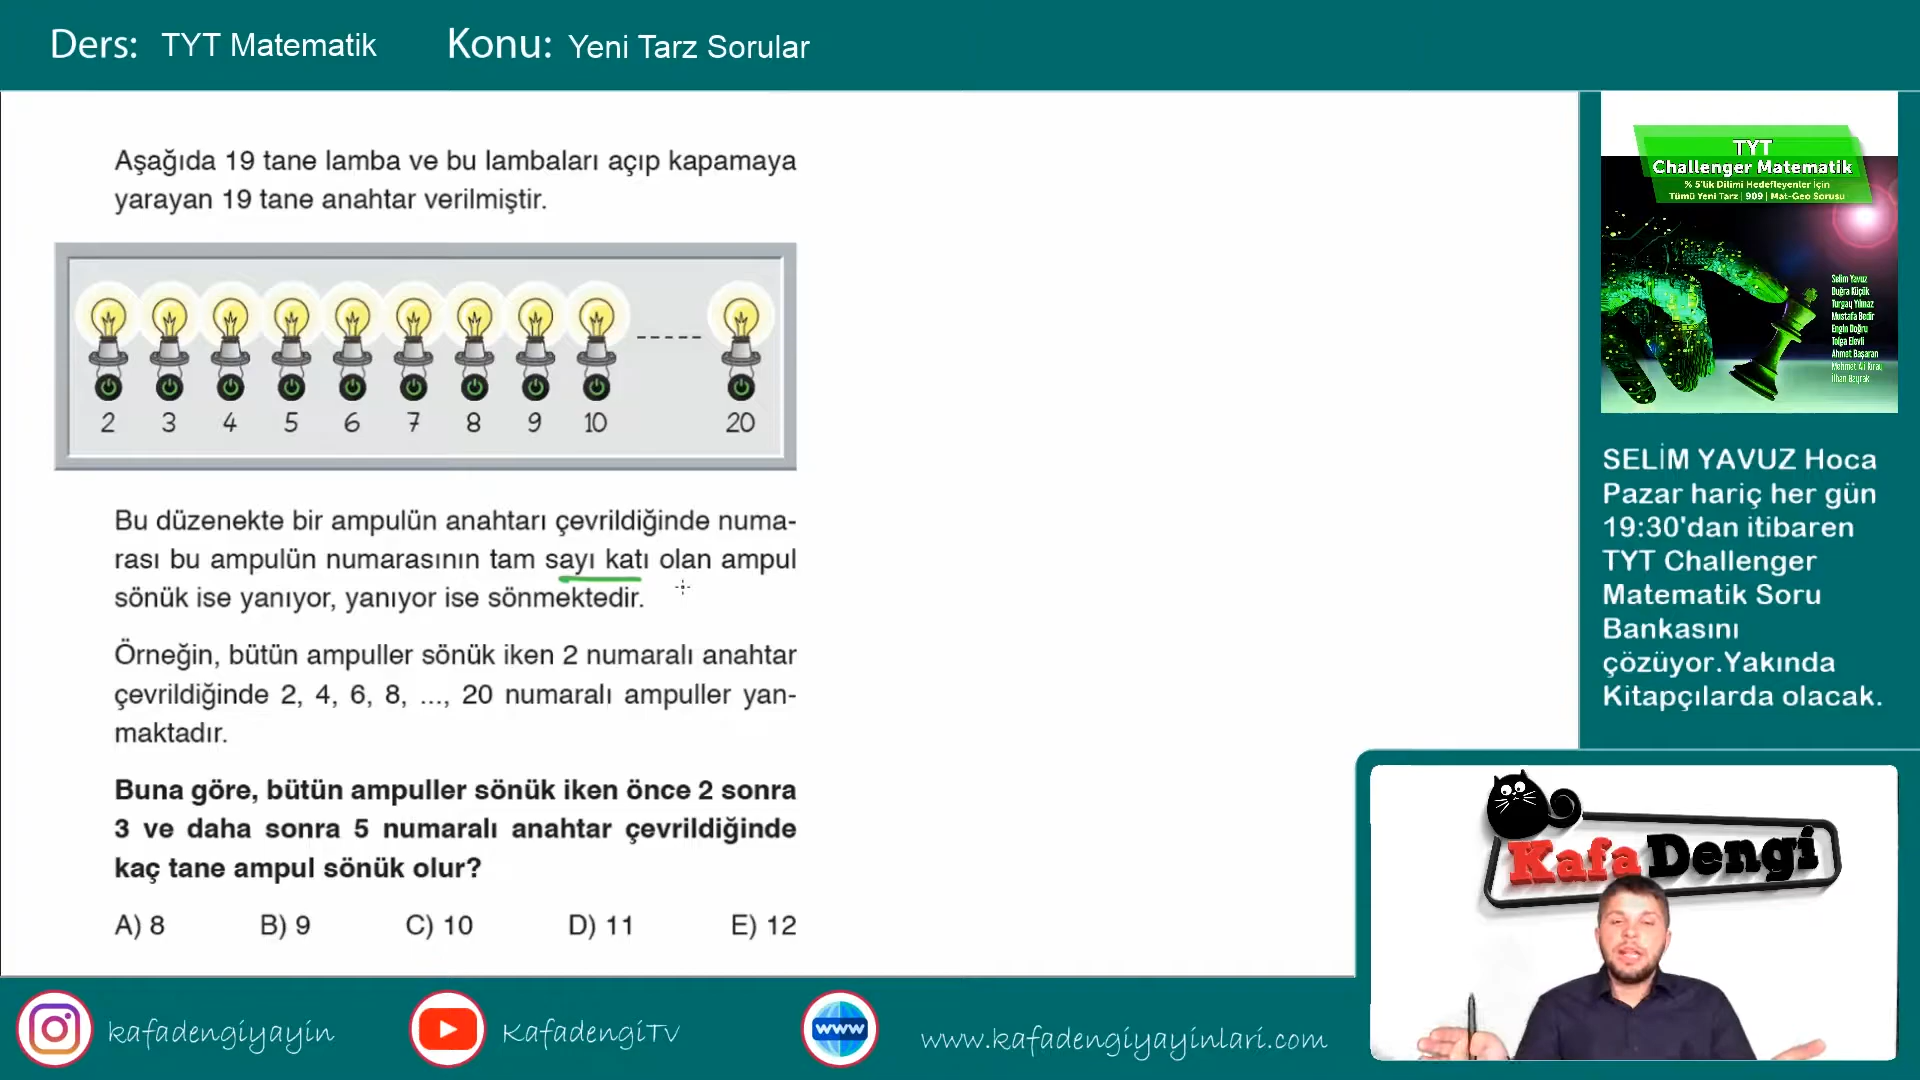 Ders: TYT Matematik Konu: Yeni Tarz Sorular
Aşağıda 19 tane lamba ve bu lambaları açıp kapamaya
yarayan 19 tane anahtar verilmiştir.
2 3 4 5 6 7 8 9 10 ------ 20
Bu düzenekte bir ampulün anahtarı çevrildiğinde numa-
rası bu ampulün numarasının tam sayı katı olan ampul
sönük ise yanıyor, yanıyor ise sönmektedir.
Örneğin, bütün ampuller sönük iken 2 numaralı anahtar
çevrildiğinde 2, 4, 6, 8, ..., 20 numaralı ampuller yan-
maktadır.
Buna göre, bütün ampuller sönük iken önce 2 sonra
3 ve daha sonra 5 numaralı anahtar çevrildiğinde
kaç tane ampul sönük olur?
A) 8 B) 9 C) 10 D) 11 E) 12
TYT
Challenger Matematik
% 5'lik Dilimi Hedefleyenler İçin
Tümü Yeni Tarz | 909 | Mat-Geo Sorusu
Selim Yavuz
Buğra Küçük
Turgay Yılmaz
Mustafa Bedir
Engin Doğru
Tolga Elevli
Ahmet Başaran
İlhan Bayrak
SELİM YAVUZ Hoca
Pazar hariç her gün
19:30'dan itibaren
TYT Challenger
Matematik Soru
Bankasını
çözüyor.Yakında
Kitapçılarda olacak.
KafaDengi
kafadengiyayin
KafadengiTv
www
www.kafadengiyayinlari.com